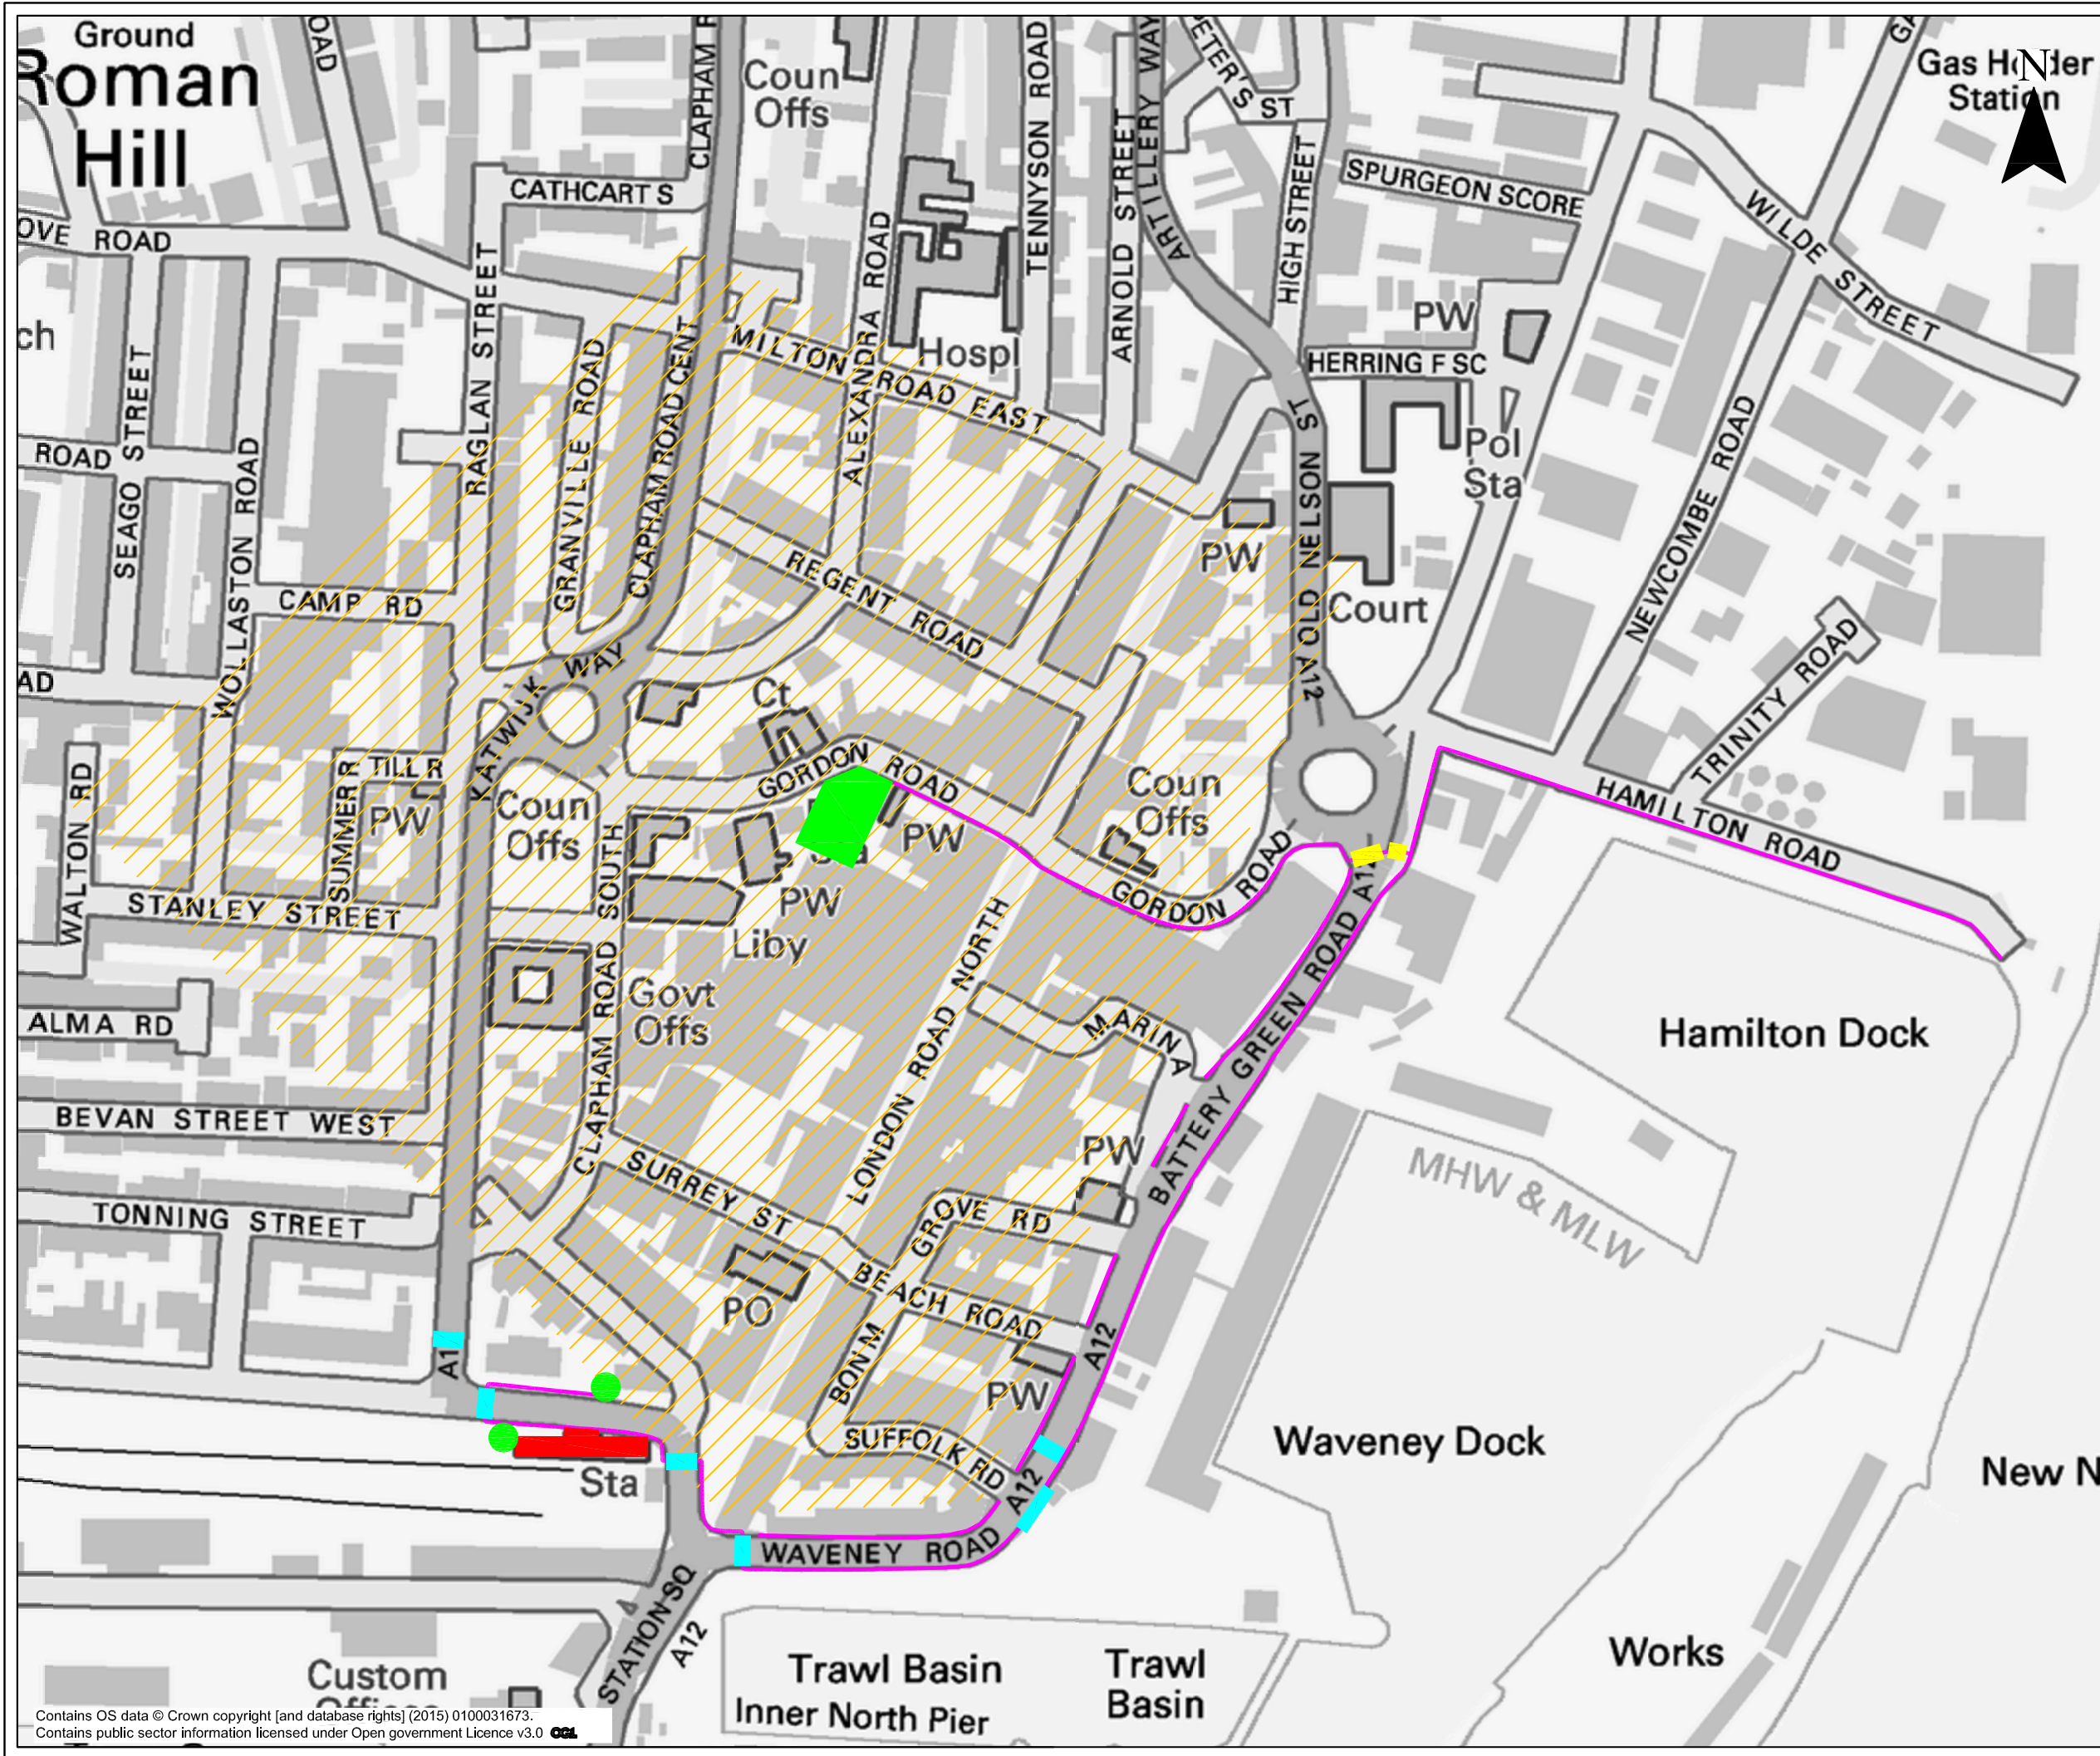 Ground
Roman
Hill
OAD
CLAPHAM R
Coun
Offs
TENNYSON ROAD
ARTILLERY WAY
ETER'S ST
Gas Ho der
Station
N
CATHCART S
ARNOLD STREET
HIGH STREET
SPURGEON SCORE
WILDE STREET
OVE ROAD
RAGLAN STREET
ALEXANDRA ROAD
PW
ch
MILTON ROAD EAST
Hospl
HERRING F SC
SEAGO STREET
ROAD
WOLLASTON ROAD
GRANVILLE ROAD
CLAPHAM ROAD CENT
Pol
Sta
NEWCOMBE ROAD
OLD NELSON ST
PW
CAMP RD
REGENT ROAD
Court
AD
KATWIJK WAY
A12
TRINITY ROAD
Ct
WALTON RD
TILL R
SUMMER R
PW
Coun
Offs
GORDON ROAD
PW
Coun
Offs
HAMILTON ROAD
STANLEY STREET
CLAPHAM ROAD SOUTH
PW
Liby
GORDON ROAD
A12
Govt
Offs
LONDON ROAD NORTH
MARINA
BATTERY GREEN ROAD
ALMA RD
Hamilton Dock
BEVAN STREET WEST
PW
MHW & MLW
SURREY ST
TONNING STREET
GROVE RD
BEACH ROAD
PO
A1
BON M
A12
PW
SUFFOLK RD
Waveney Dock
Sta
A12
New N
WAVENEY ROAD
STATION SQ
A12
Custom
Offices
Trawl Basin
Inner North Pier
Trawl
Basin
Works
Contains OS data © Crown copyright [and database rights] (2015) 0100031673.
Contains public sector information licensed under Open government Licence v3.0 OGL